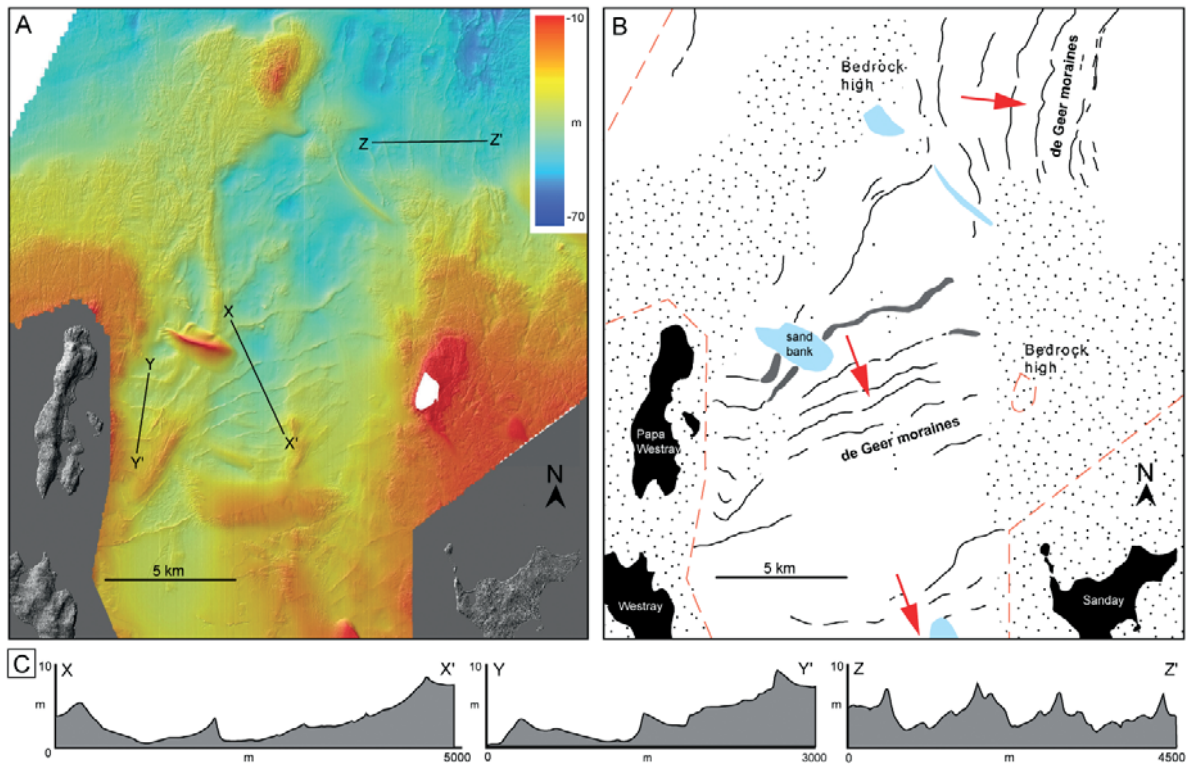 A
-10
m
-70
Z
Z'
X
Y
X'
Y'
N
5 km
B
Bedrock
high
de Geer moraines
sand
bank
Bedrock
high
Papa
Westray
de Geer moraines
N
5 km
Westray
Sanday
C
10
X
X'
m
0
m
5000
10
Y
Y'
m
0
m
3000
10
Z
Z'
m
0
m
4500